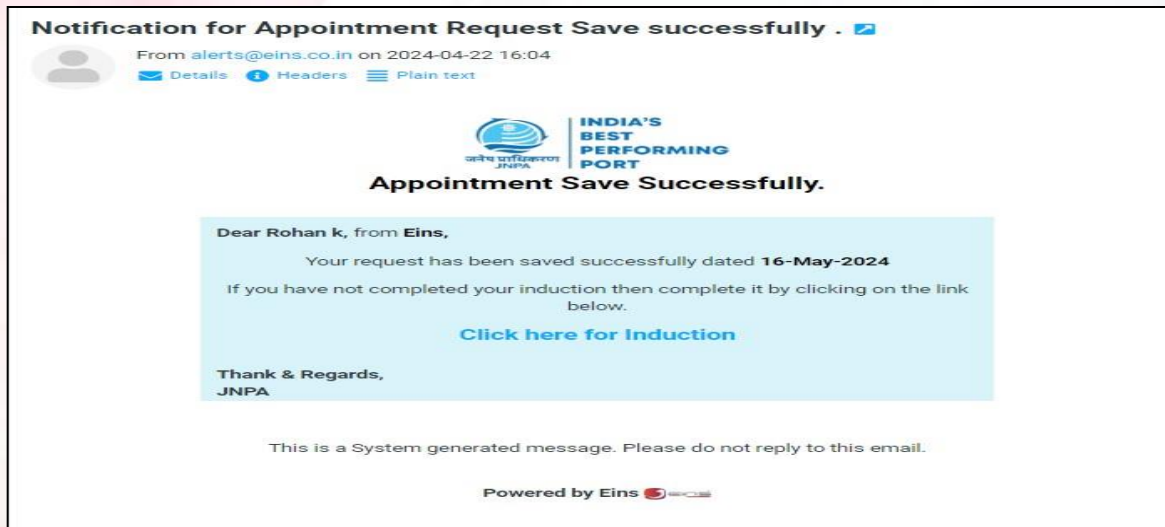 Notification for Appointment Request Save successfully .
From alerts@eins.co.in on 2024-04-22 16:04
Details Headers Plain text
INDIA'S
BEST
PERFORMING
PORT
जनेप प्राधिकरण
JNPA
Appointment Save Successfully.
Dear Rohan k, from Eins,
Your request has been saved successfully dated 16-May-2024
If you have not completed your induction then complete it by clicking on the link
below.
Click here for Induction
Thank & Regards,
JNPA
This is a System generated message. Please do not reply to this email.
Powered by Eins